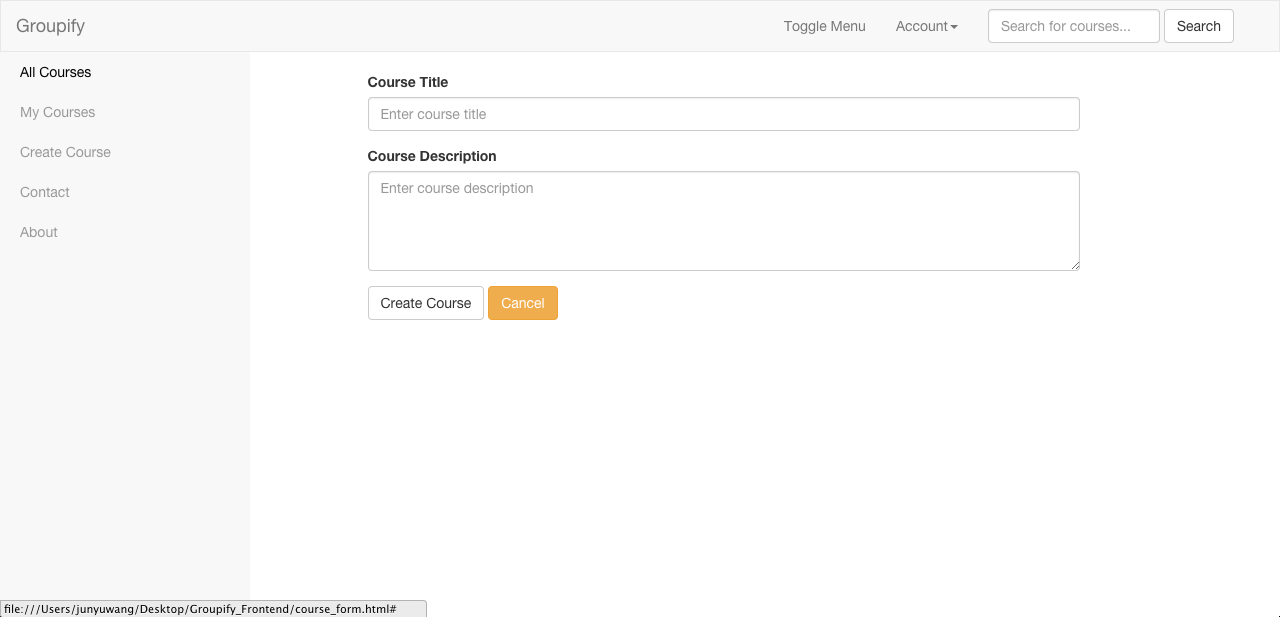 Groupify Toggle Menu Account Search for courses... Search
All Courses
My Courses
Create Course
Contact
About
Course Title
Enter course title
Course Description
Enter course description
Create Course Cancel
file:///Users/junyuwang/Desktop/Groupify_Frontend/course_form.html#